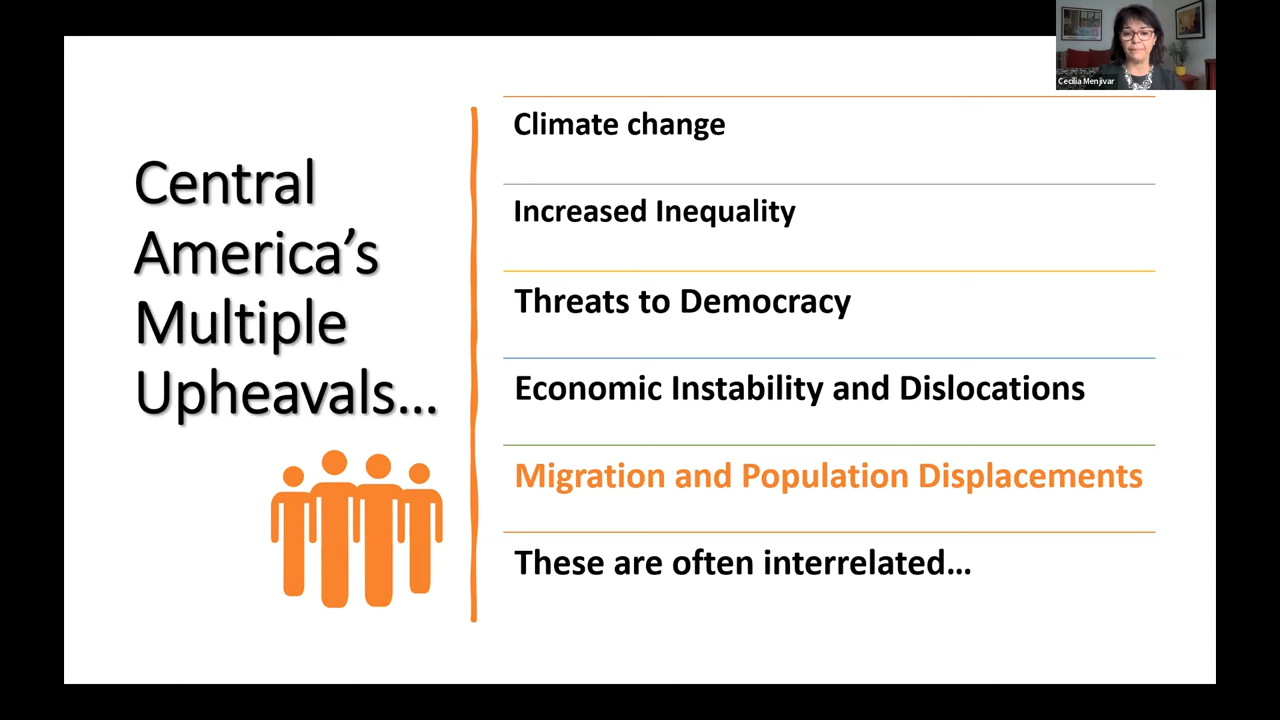 Cecilia Menjivar
Central
America’s
Multiple
Upheavals...
Climate change
Increased Inequality
Threats to Democracy
Economic Instability and Dislocations
Migration and Population Displacements
These are often interrelated...